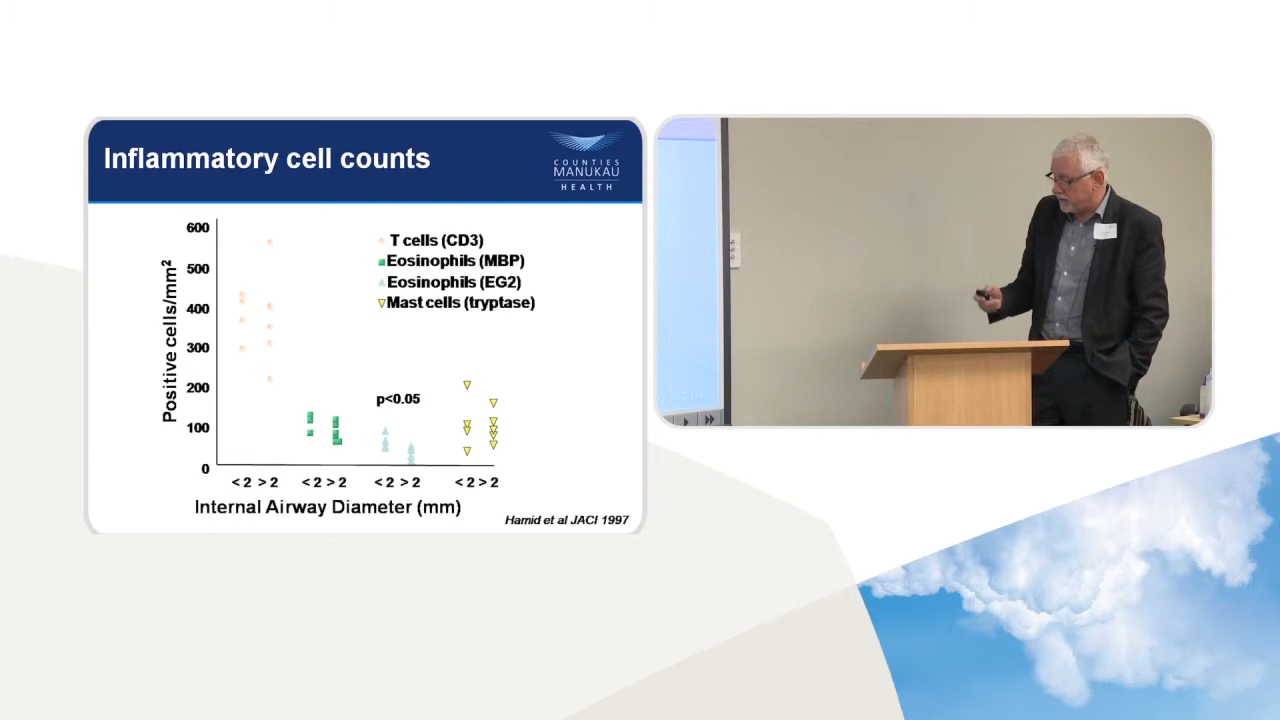 Inflammatory cell counts
COUNTIES
MANUKAU
HEALTH
600
500
400
300
200
100
0
Positive cells/mm²
T cells (CD3)
Eosinophils (MBP)
Eosinophils (EG2)
Mast cells (tryptase)
p<0.05
< 2 > 2 < 2 > 2 < 2 > 2 < 2 > 2
Internal Airway Diameter (mm)
Hamid et al JACI 1997